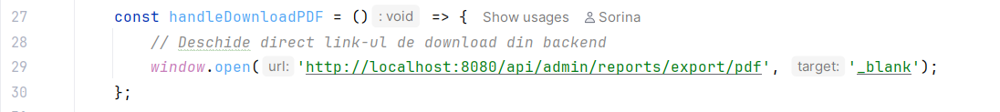 27 const handleDownloadPDF = () : void => { Show usages Sorina
28 // Deschide direct link-ul de download din backend
29 window.open( url: 'http://localhost:8080/api/admin/reports/export/pdf', target: '_blank');
30 };